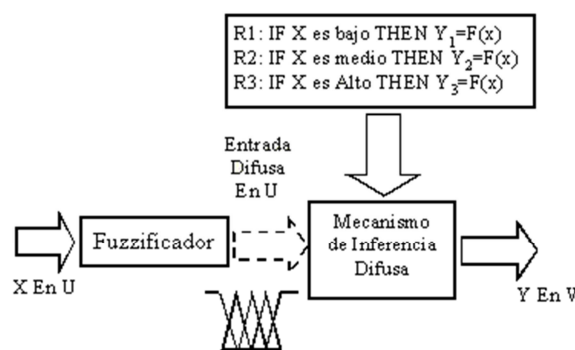 R1: IF X es bajo THEN Y₁=F(x)
R2: IF X es medio THEN Y₂=F(x)
R3: IF X es Alto THEN Y₃=F(x)
Entrada
Difusa
En U
Fuzzificador
Mecanismo
de Inferencia
Difusa
X En U
Y En